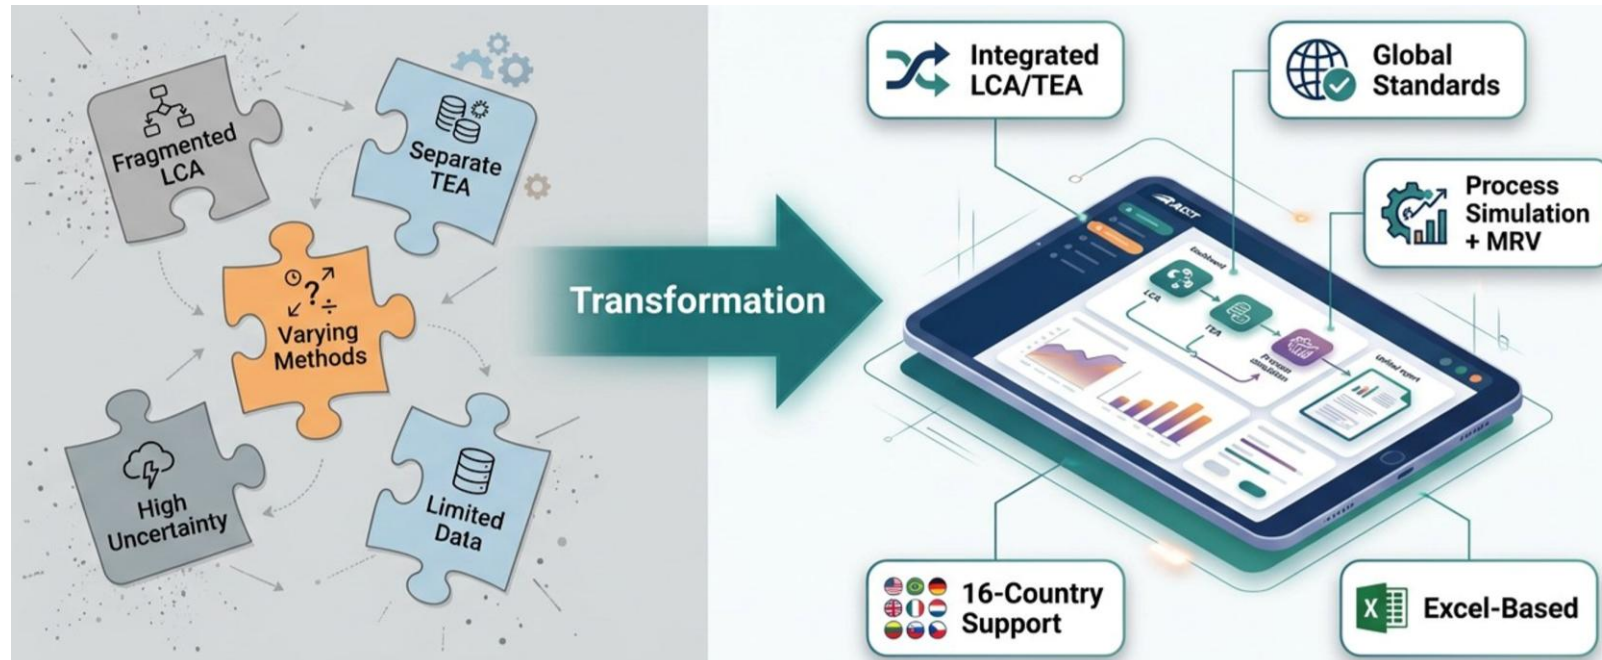 Fragmented
LCA
Separate
TEA
?
÷
Varying
Methods
High
Uncertainty
Limited
Data
Transformation
Integrated
LCA/TEA
Global
Standards
Process
Simulation
+ MRV
Dashboard
LCA
TEA
16-Country
Support
X
Excel-Based